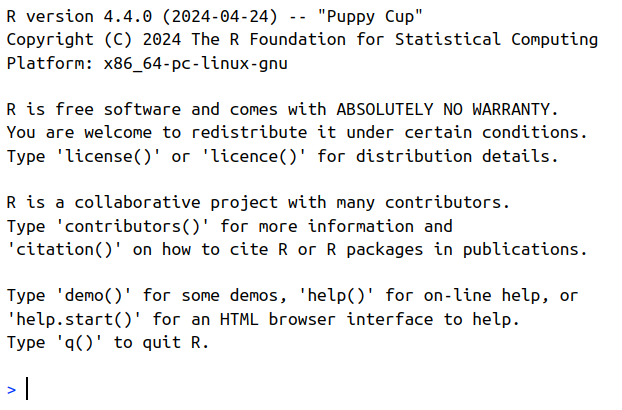 R version 4.4.0 (2024-04-24) -- "Puppy Cup"
Copyright (C) 2024 The R Foundation for Statistical Computing
Platform: x86_64-pc-linux-gnu

R is free software and comes with ABSOLUTELY NO WARRANTY.
You are welcome to redistribute it under certain conditions.
Type 'license()' or 'licence()' for distribution details.

R is a collaborative project with many contributors.
Type 'contributors()' for more information and
'citation()' on how to cite R or R packages in publications.

Type 'demo()' for some demos, 'help()' for on-line help, or
'help.start()' for an HTML browser interface to help.
Type 'q()' to quit R.

>